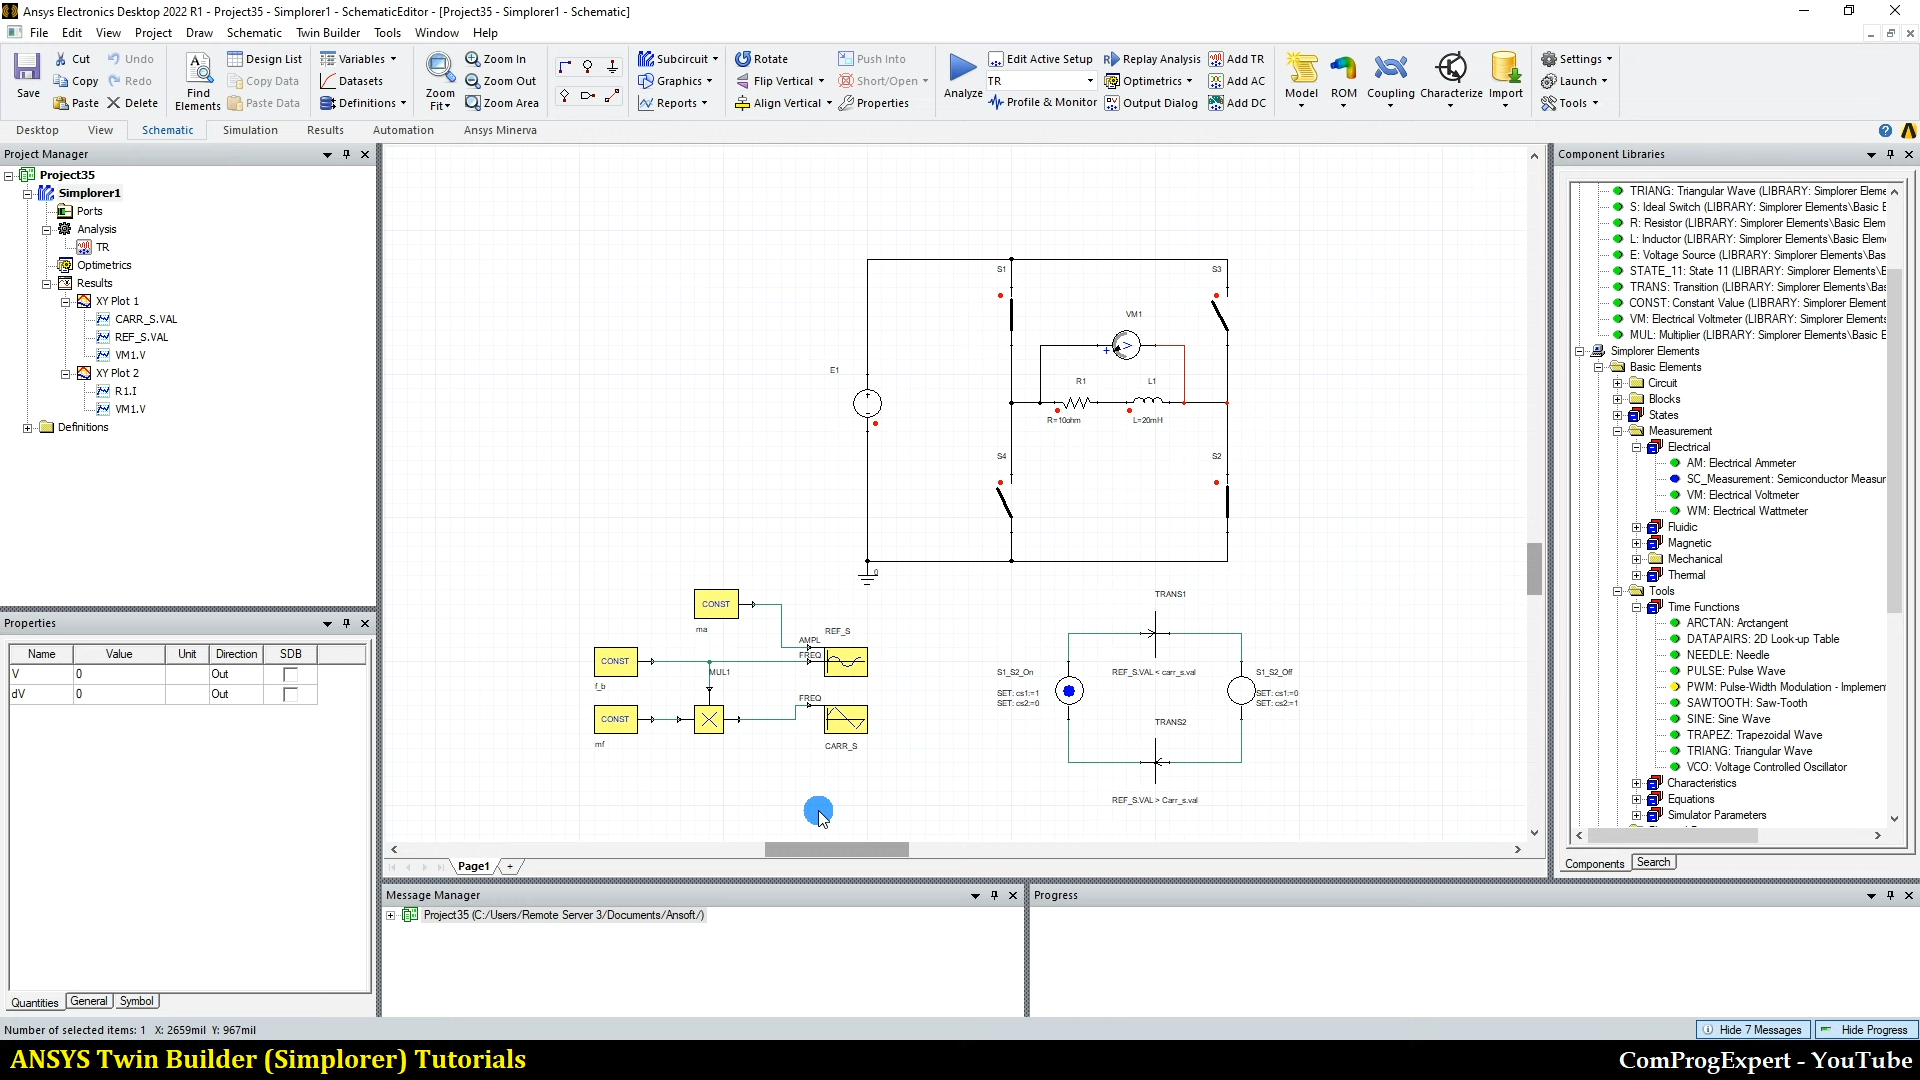 Ansys Electronics Desktop 2022 R1 - Project35 - Simplorer1 - SchematicEditor - [Project35 - Simplorer1 - Schematic]
File Edit View Project Draw Schematic Twin Builder Tools Window Help
Save
Cut
Copy
Paste
Undo
Redo
Delete
Find Elements
Design List
Copy Data
Paste Data
Variables
Datasets
Definitions
Zoom Fit
Zoom In
Zoom Out
Zoom Area
Subcircuit
Graphics
Reports
Rotate
Flip Vertical
Align Vertical
Push Into
Short/Open
Properties
Analyze
Edit Active Setup
TR
Profile & Monitor
Replay Analysis
Optimetrics
Output Dialog
Add TR
Add AC
Add DC
Model
ROM
Coupling
Characterize
Import
Settings
Launch
Tools
Desktop View Schematic Simulation Results Automation Ansys Minerva
Project Manager
Project35
Simplorer1
Ports
Analysis
TR
Optimetrics
Results
XY Plot 1
CARR_S.VAL
REF_S.VAL
VM1.V
XY Plot 2
R1.I
VM1.V
Definitions
Properties
Name Value Unit Direction SDB
V 0 Out
dV 0 Out
Quantities General Symbol
S1
S3
VM1
E1
R1
L1
R=10ohm
L=20mH
S4
S2
0
CONST
ma
REF_S
AMPL
FREQ
CONST
f_b
MUL1
FREQ
CONST
mf
CARR_S
TRANS1
S1_S2_On
REF_S.VAL < carr_s.val
S1_S2_Off
SET: cs1:=1
SET: cs2:=0
SET: cs1:=0
SET: cs2:=1
TRANS2
REF_S.VAL > Carr_s.val
Page1 +
Component Libraries
TRIANG: Triangular Wave (LIBRARY: Simplorer Eleme
S: Ideal Switch (LIBRARY: Simplorer Elements\Basic E
R: Resistor (LIBRARY: Simplorer Elements\Basic Elem
L: Inductor (LIBRARY: Simplorer Elements\Basic Eleme
E: Voltage Source (LIBRARY: Simplorer Elements\Bas
STATE_11: State 11 (LIBRARY: Simplorer Elements\E
TRANS: Transition (LIBRARY: Simplorer Elements\Bas
CONST: Constant Value (LIBRARY: Simplorer Element
VM: Electrical Voltmeter (LIBRARY: Simplorer Elements
MUL: Multiplier (LIBRARY: Simplorer Elements\Basic E
Simplorer Elements
Basic Elements
Circuit
Blocks
States
Measurement
Electrical
AM: Electrical Ammeter
SC_Measurement: Semiconductor Measur
VM: Electrical Voltmeter
WM: Electrical Wattmeter
Fluidic
Magnetic
Mechanical
Thermal
Tools
Time Functions
ARCTAN: Arctangent
DATAPAIRS: 2D Look-up Table
NEEDLE: Needle
PULSE: Pulse Wave
PWM: Pulse-Width Modulation - Implemen
SAWTOOTH: Saw-Tooth
SINE: Sine Wave
TRAPEZ: Trapezoidal Wave
TRIANG: Triangular Wave
VCO: Voltage Controlled Oscillator
Characteristics
Equations
Simulator Parameters
Components Search
Message Manager
Project35 (C:/Users/Remote Server 3/Documents/Ansoft/)
Progress
Number of selected items: 1 X: 2659mil Y: 967mil
Hide 7 Messages
Hide Progress
ANSYS Twin Builder (Simplorer) Tutorials
ComProgExpert - YouTube